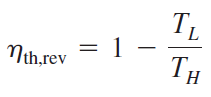 η_th,rev = 1 − T_L / T_H